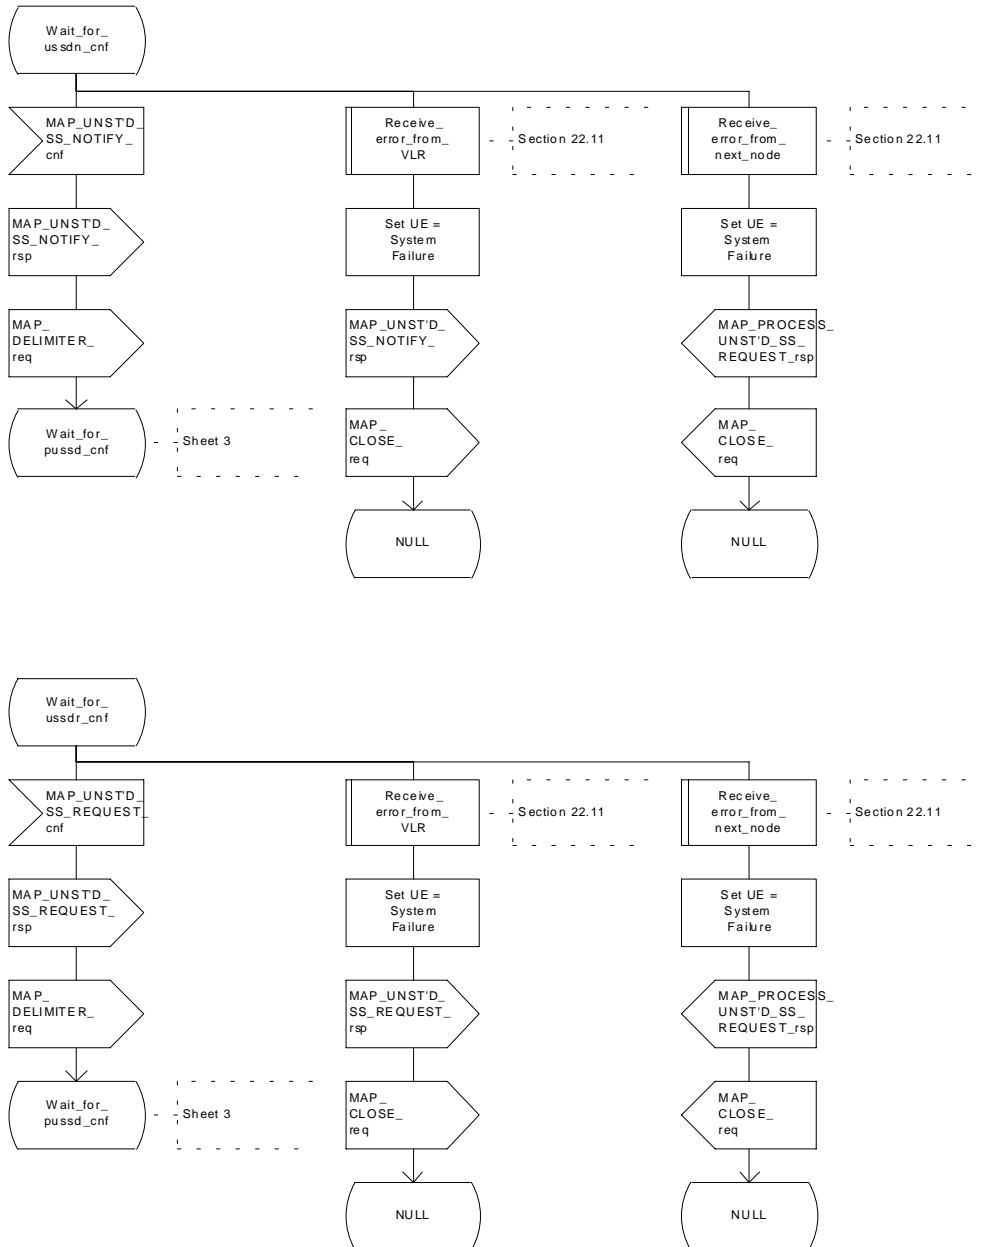 Wait_for_
ussdn_cnf
MAP_UNST'D_
SS_NOTIFY_
cnf
Receive_
error_from_
VLR
Section 22.11
Receive_
error_from_
next_node
Section 22.11
MAP_UNST'D_
SS_NOTIFY_
rsp
Set UE =
System
Failure
Set UE =
System
Failure
MAP_
DELIMITER_
req
MAP_UNST'D_
SS_NOTIFY_
rsp
MAP_PROCESS_
UNST'D_SS_
REQUEST_rsp
Wait_for_
pussd_cnf
Sheet 3
MAP_
CLOSE_
req
MAP_
CLOSE_
req
NULL
NULL
Wait_for_
ussdr_cnf
MAP_UNST'D_
SS_REQUEST_
cnf
Receive_
error_from_
VLR
Section 22.11
Receive_
error_from_
next_node
Section 22.11
MAP_UNST'D_
SS_REQUEST_
rsp
Set UE =
System
Failure
Set UE =
System
Failure
MAP_
DELIMITER_
req
MAP_UNST'D_
SS_REQUEST_
rsp
MAP_PROCESS_
UNST'D_SS_
REQUEST_rsp
Wait_for_
pussd_cnf
Sheet 3
MAP_
CLOSE_
req
MAP_
CLOSE_
req
NULL
NULL